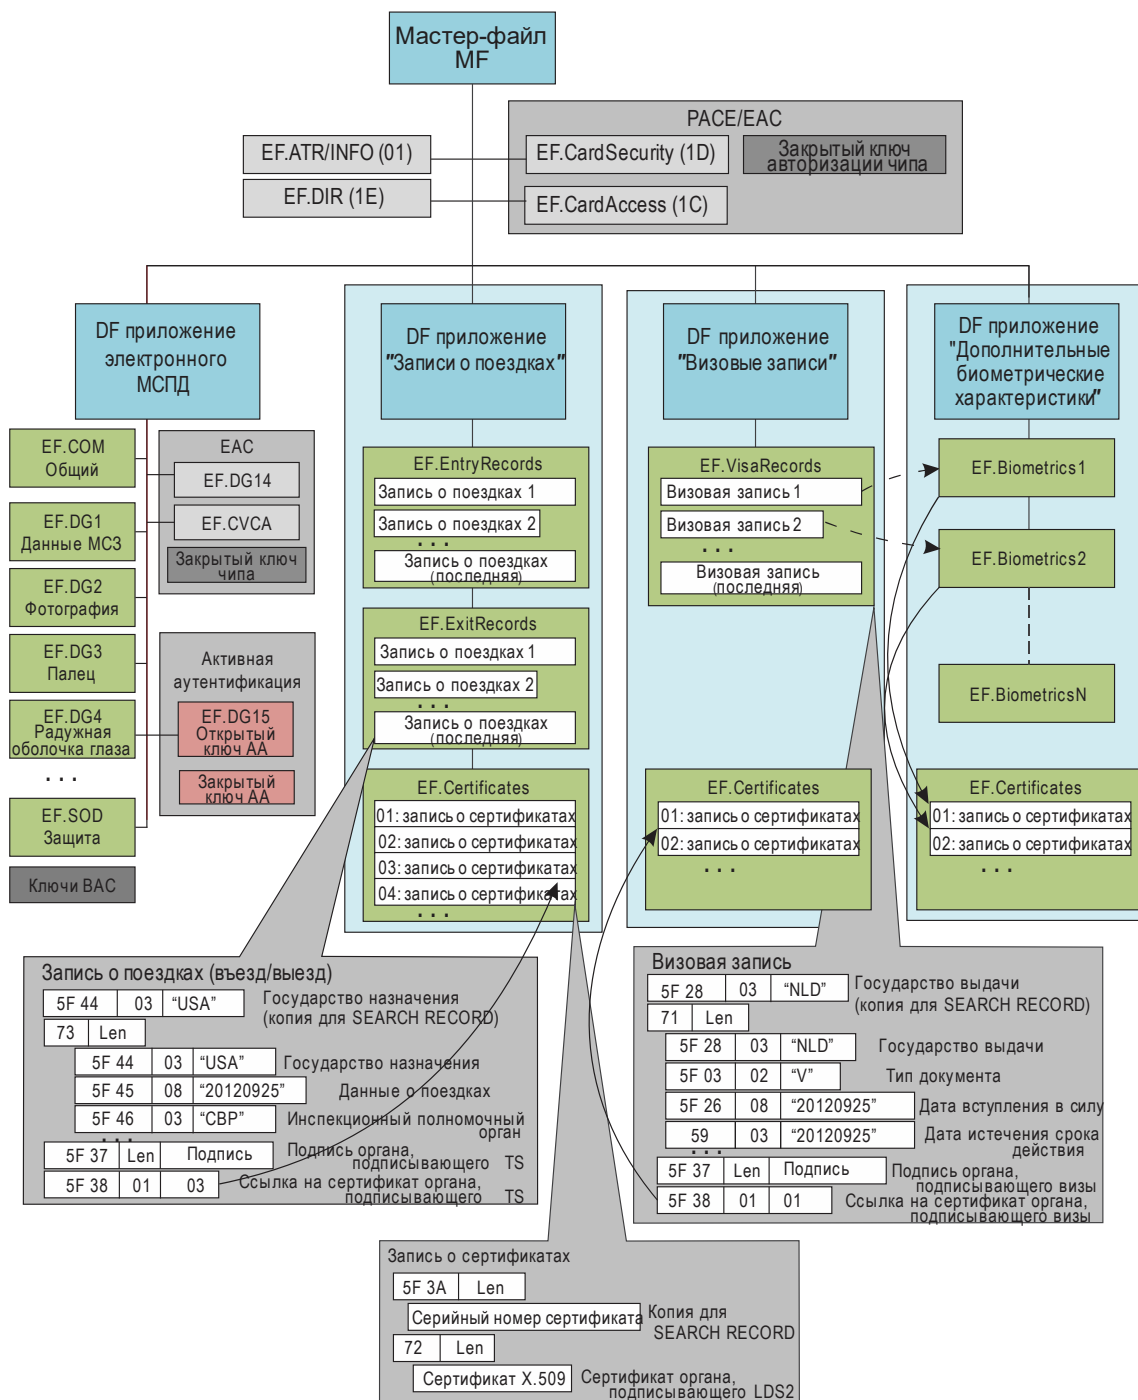 Мастер-файл
MF
PACE/EAC
EF.ATR/INFO (01)
EF.CardSecurity (1D)
Закрытый ключ
авторизации чипа
EF.DIR (1E)
EF.CardAccess (1C)
DF приложение
электронного
МСПД
DF приложение
"Записи о поездках"
DF приложение
"Визовые записи"
DF приложение
"Дополнительные
биометрические
характеристики"
EF.COM
Общий
EF.DG1
Данные МСЗ
EF.DG2
Фотография
EF.DG3
Палец
EF.DG4
Радужная
оболочка глаза
. . .
EF.SOD
Защита
Ключи BAC
EAC
EF.DG14
EF.CVCA
Закрытый ключ
чипа
Активная
аутентификация
EF.DG15
Открытый
ключ AA
Закрытый
ключ AA
EF.EntryRecords
Запись о поездках 1
Запись о поездках 2
. . .
Запись о поездках
(последняя)
EF.ExitRecords
Запись о поездках 1
Запись о поездках 2
. . .
Запись о поездках
(последняя)
EF.Certificates
01: запись о сертификатах
02: запись о сертификатах
03: запись о сертификатах
04: запись о сертификатах
. . .
EF.VisaRecords
Визовая запись 1
Визовая запись 2
. . .
Визовая запись
(последняя)
EF.Certificates
01: запись о сертификатах
02: запись о сертификатах
. . .
EF.Biometrics1
EF.Biometrics2
EF.BiometricsN
EF.Certificates
01: запись о сертификатах
02: запись о сертификатах
. . .
Запись о поездках (въезд/выезд)
5F 44 03 “USA” Государство назначения
(копия для SEARCH RECORD)
73 Len
5F 44 03 “USA” Государство назначения
5F 45 08 “20120925” Данные о поездках
5F 46 03 “CBP” Инспекционный полномочный
орган
. . .
5F 37 Len Подпись Подпись органа,
подписывающего TS
5F 38 01 03 Ссылка на сертификат органа,
подписывающего TS
Визовая запись
5F 28 03 “NLD” Государство выдачи
(копия для SEARCH RECORD)
71 Len
5F 28 03 “NLD” Государство выдачи
5F 03 02 “V” Тип документа
5F 26 08 “20120925” Дата вступления в силу
59 03 “20120925” Дата истечения срока
действия
. . .
5F 37 Len Подпись Подпись органа,
подписывающего визы
5F 38 01 01 Ссылка на сертификат органа,
подписывающего визы
Запись о сертификатах
5F 3A Len
Серийный номер сертификата Копия для
SEARCH RECORD
72 Len
Сертификат X.509 Сертификат органа,
подписывающего LDS2